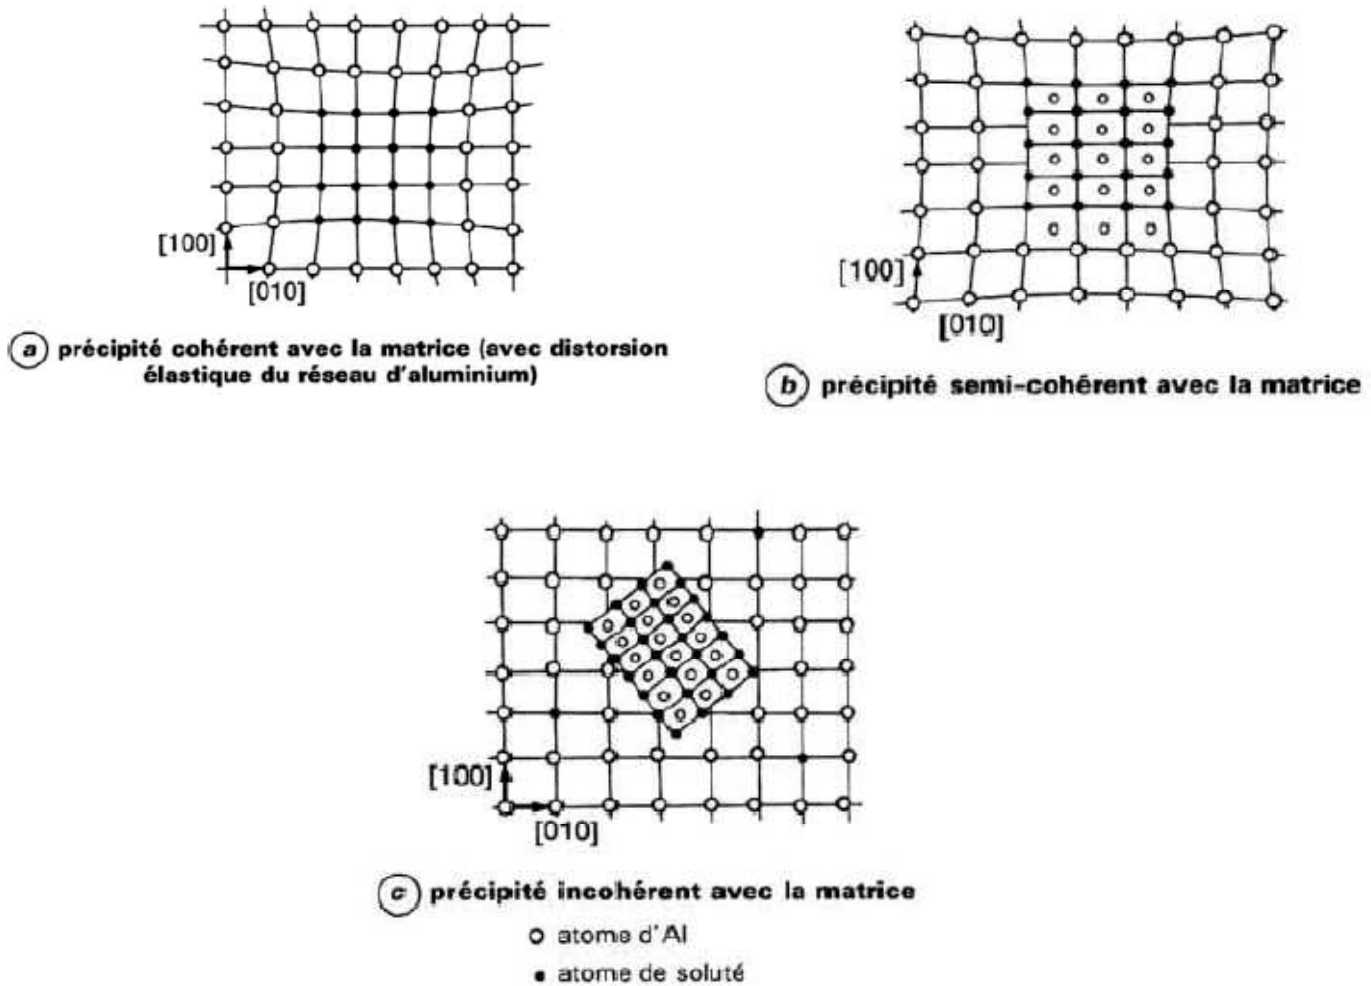 [100]
[010]
a précipité cohérent avec la matrice (avec distorsion
élastique du réseau d'aluminium)
[100]
[010]
b précipité semi-cohérent avec la matrice
[100]
[010]
c précipité incohérent avec la matrice
atome d'Al
atome de soluté